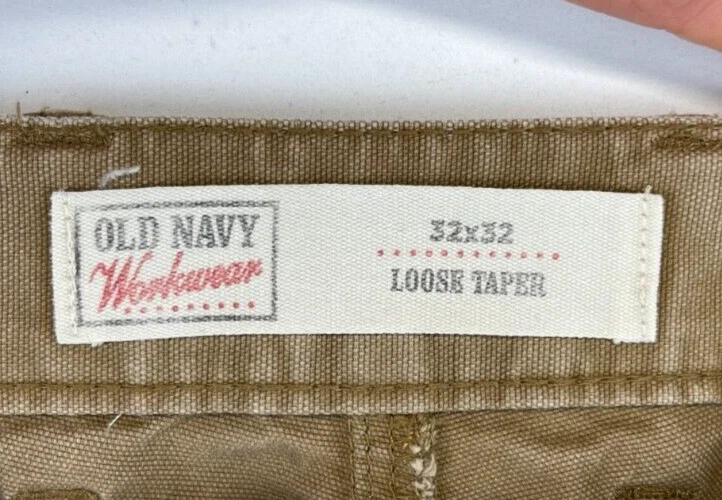 OLD NAVY
Workwear
32x32
LOOSE TAPER